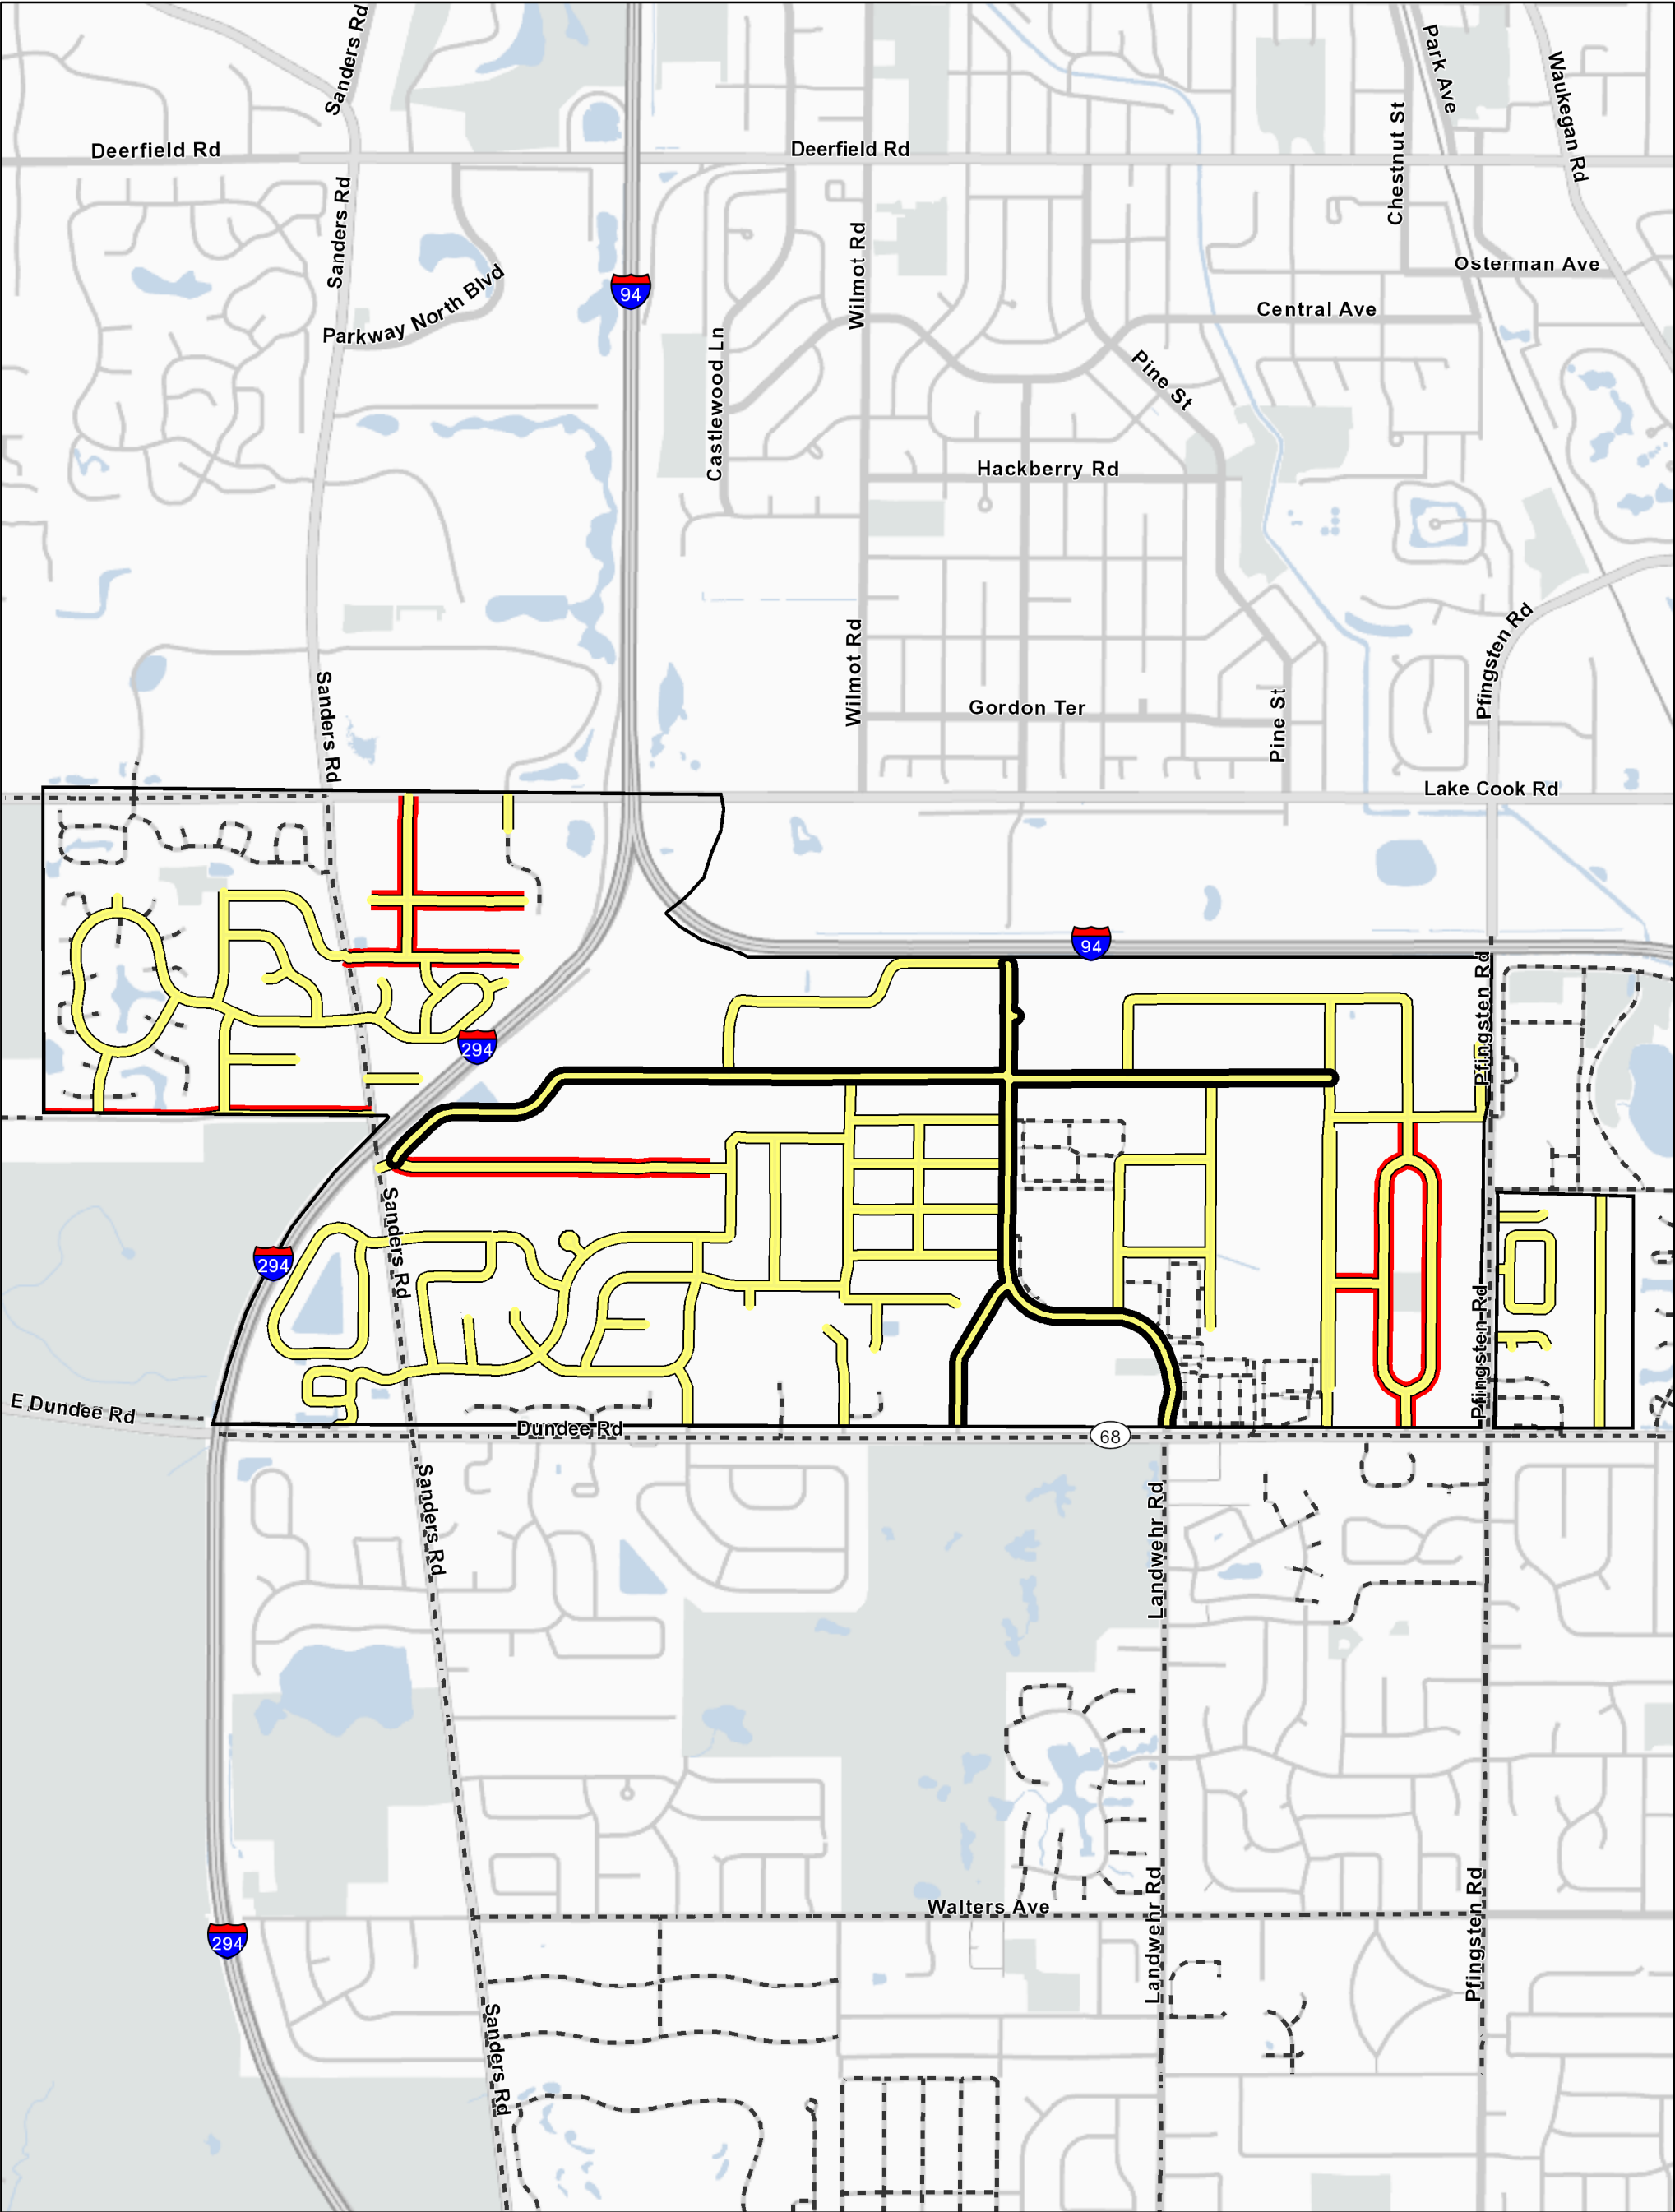 Sanders Rd
Park Ave
Waukegan Rd
Chestnut St
Deerfield Rd
Deerfield Rd
Sanders Rd
Wilmot Rd
Osterman Ave
Parkway North Blvd
94
Central Ave
Castlewood Ln
Pine St
Hackberry Rd
Pfingsten Rd
Wilmot Rd
Sanders Rd
Gordon Ter
Pine St
Lake Cook Rd
94
Pfingsten Rd
294
Sanders Rd
294
Pfingsten Rd
E Dundee Rd
Dundee Rd
68
Sanders Rd
Landwehr Rd
Walters Ave
Landwehr Rd
Pfingsten Rd
294
Sanders Rd